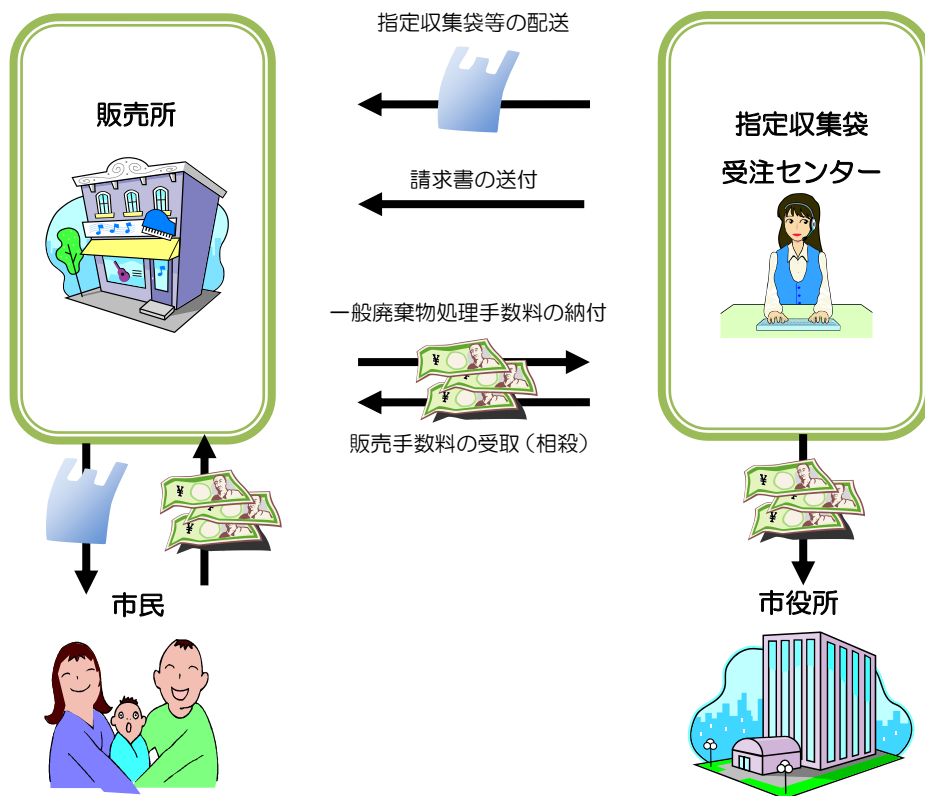 指定収集袋等の配送
販売所
指定収集袋
受注センター
請求書の送付
一般廃棄物処理手数料の納付
販売手数料の受取（相殺）
市民
市役所